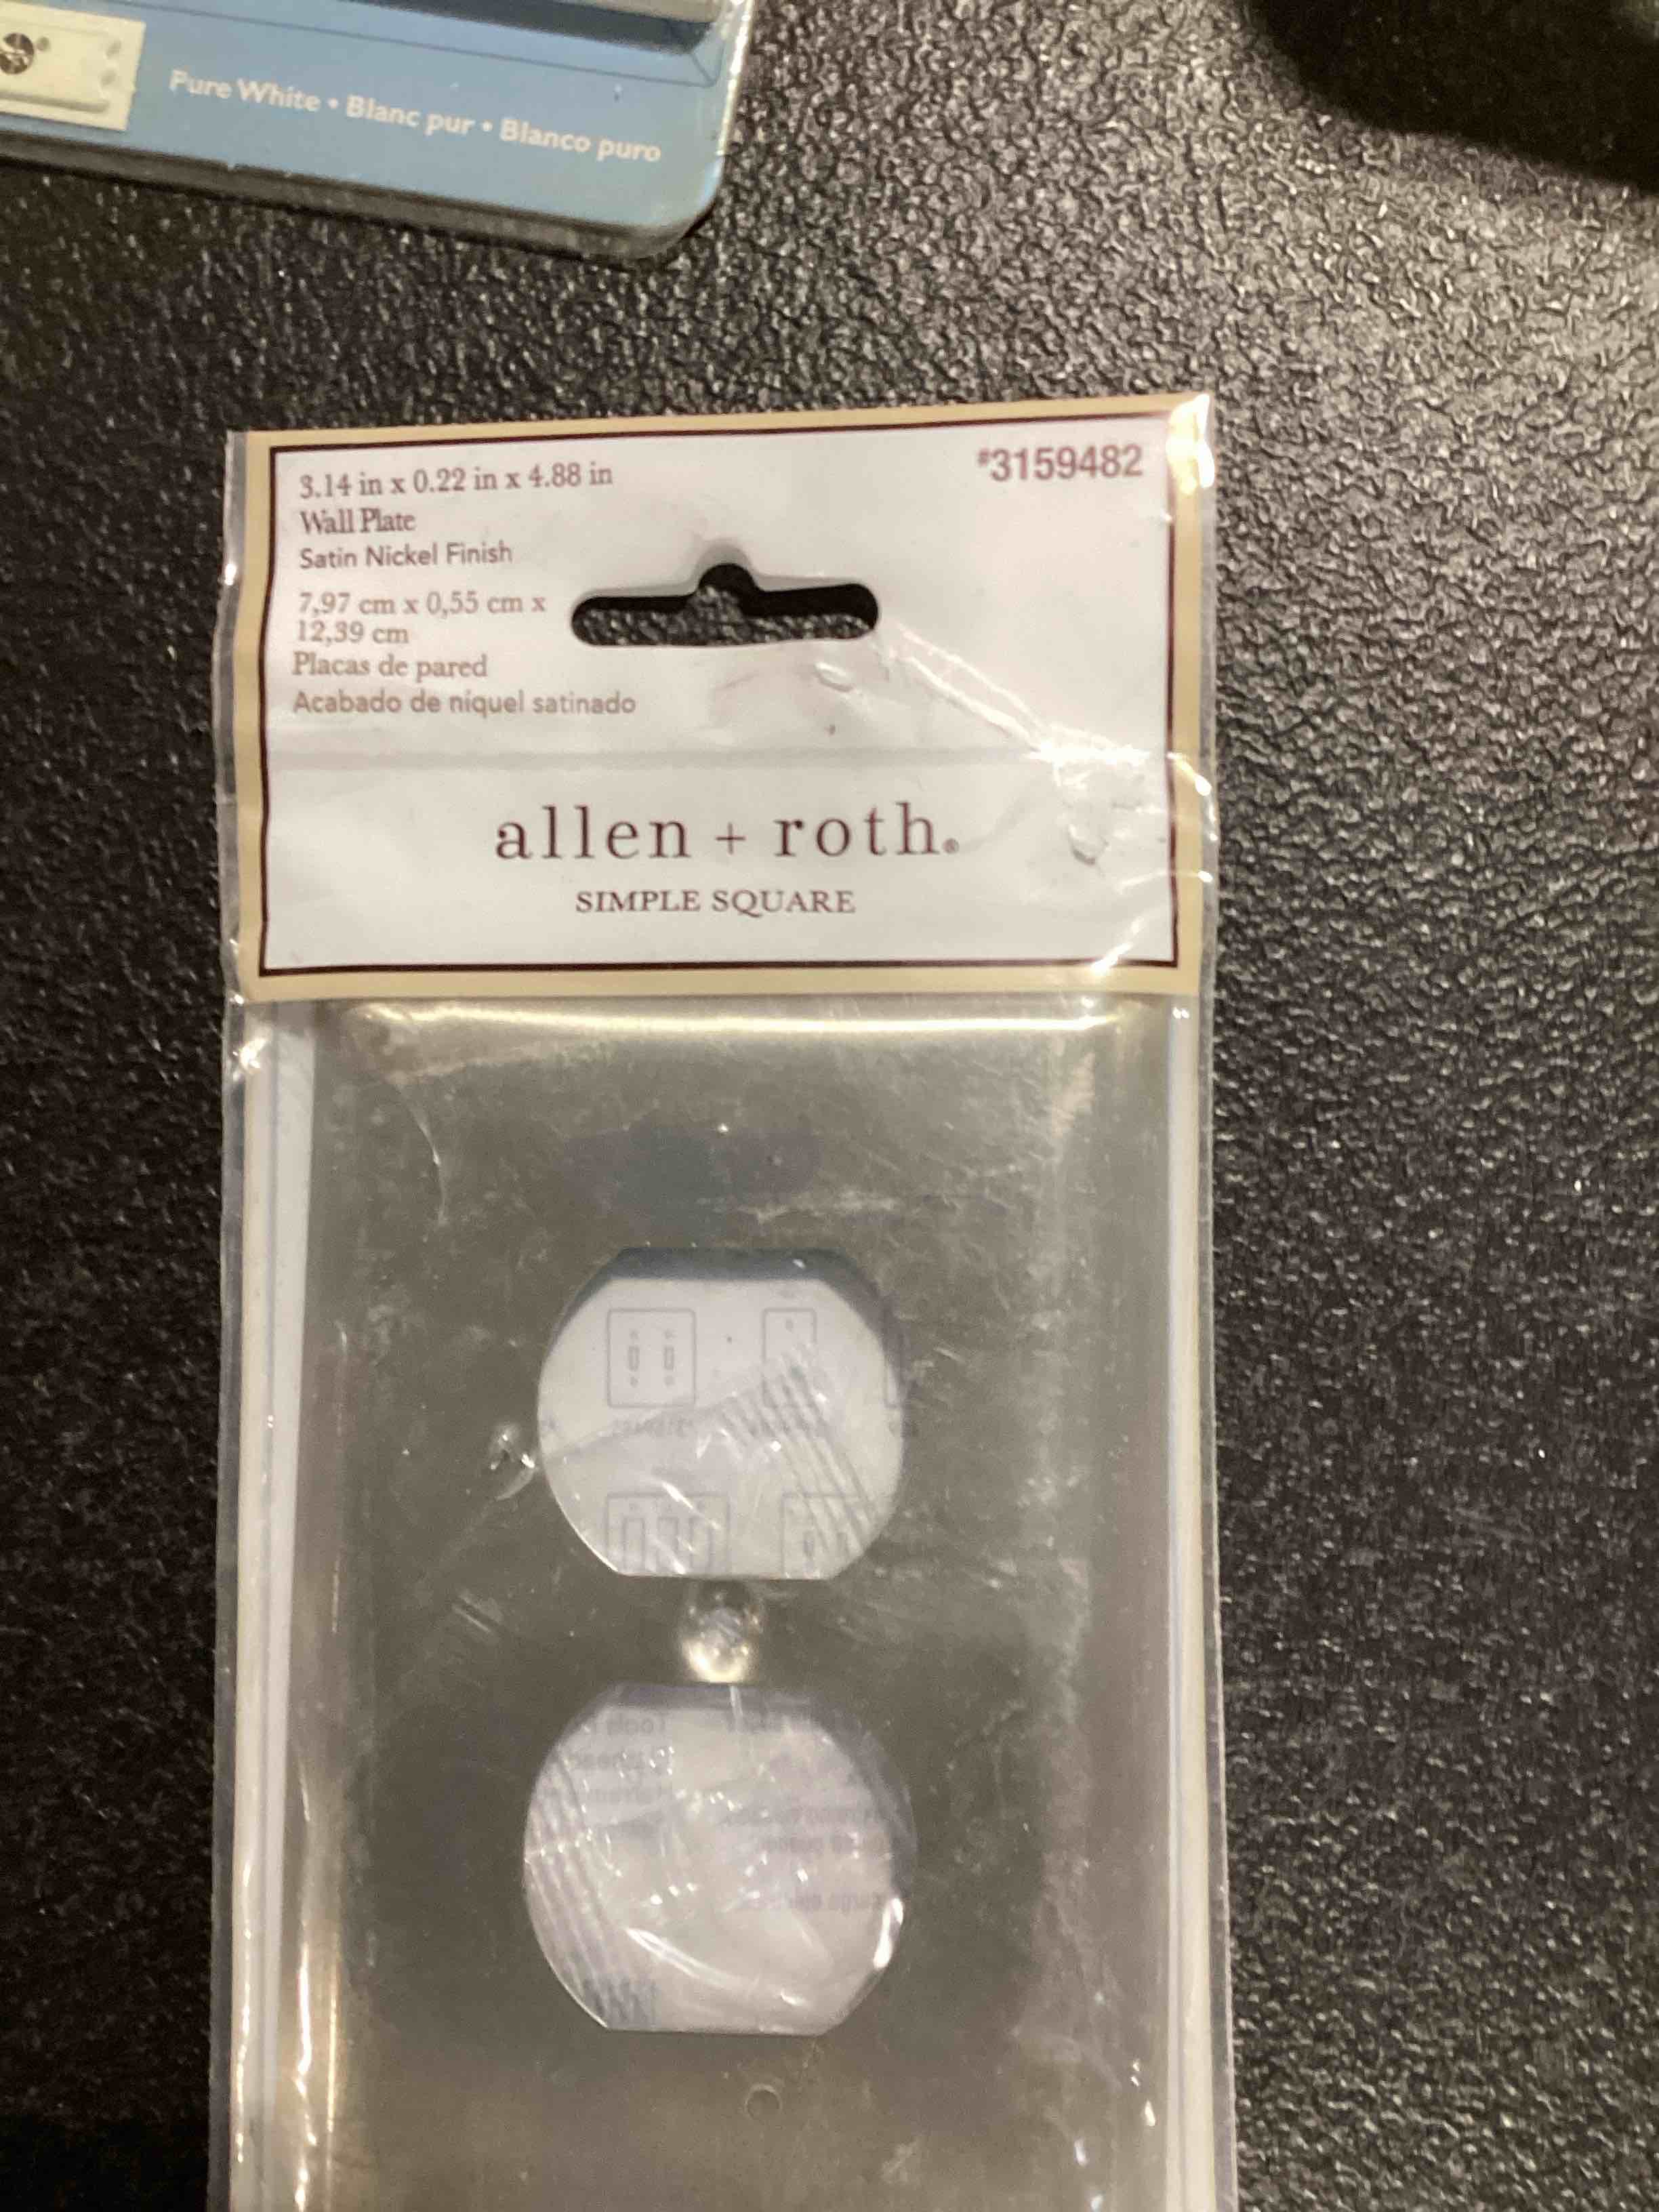 Pure White • Blanc pur • Blanco puro
3.14 in x 0.22 in x 4.88 in
#3159482
Wall Plate
Satin Nickel Finish
7,97 cm x 0,55 cm x
12,39 cm
Placas de pared
Acabado de níquel satinado
allen + roth®
SIMPLE SQUARE